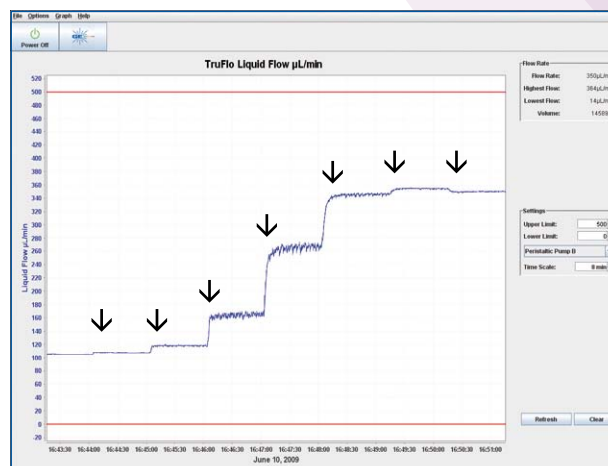 File Options Graph Help
Power Off
TruFlo Liquid Flow µL/min
Liquid Flow µL/min
520
500
480
460
440
420
400
380
360
340
320
300
280
260
240
220
200
180
160
140
120
100
80
60
40
20
0
-20
16:43:30 16:44:00 16:44:30 16:45:00 16:45:30 16:46:00 16:46:30 16:47:00 16:47:30 16:48:00 16:48:30 16:49:00 16:49:30 16:50:00 16:50:30 16:51:00
June 10, 2009
Flow Rate
Flow Rate: 350µL/m
Highest Flow: 364µL/m
Lowest Flow: 14µL/m
Volume: 14589
Settings
Upper Limit: 500
Lower Limit: 0
Peristaltic Pump B
Time Scale: 8 min
Refresh Clear